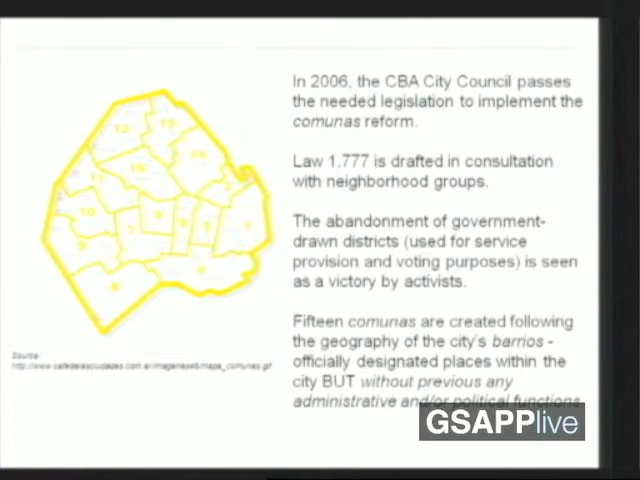 In 2006, the CBA City Council passes
the needed legislation to implement the
comunas reform.
Law 1.777 is drafted in consultation
with neighborhood groups.
The abandonment of government-
drawn districts (used for service
provision and voting purposes) is seen
as a victory by activists.
Fifteen comunas are created following
the geography of the city's barrios -
officially designated places within the
city BUT without previous any
administrative and/or political functions
Source:
GSAPPlive